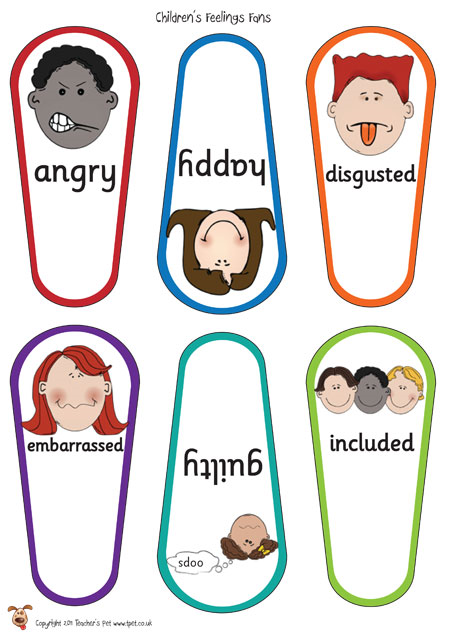 Children's Feelings Fans
angry
happy
disgusted
embarrassed
guilty
included
oops
Copyright 2011 Teacher's Pet www.tpet.co.uk